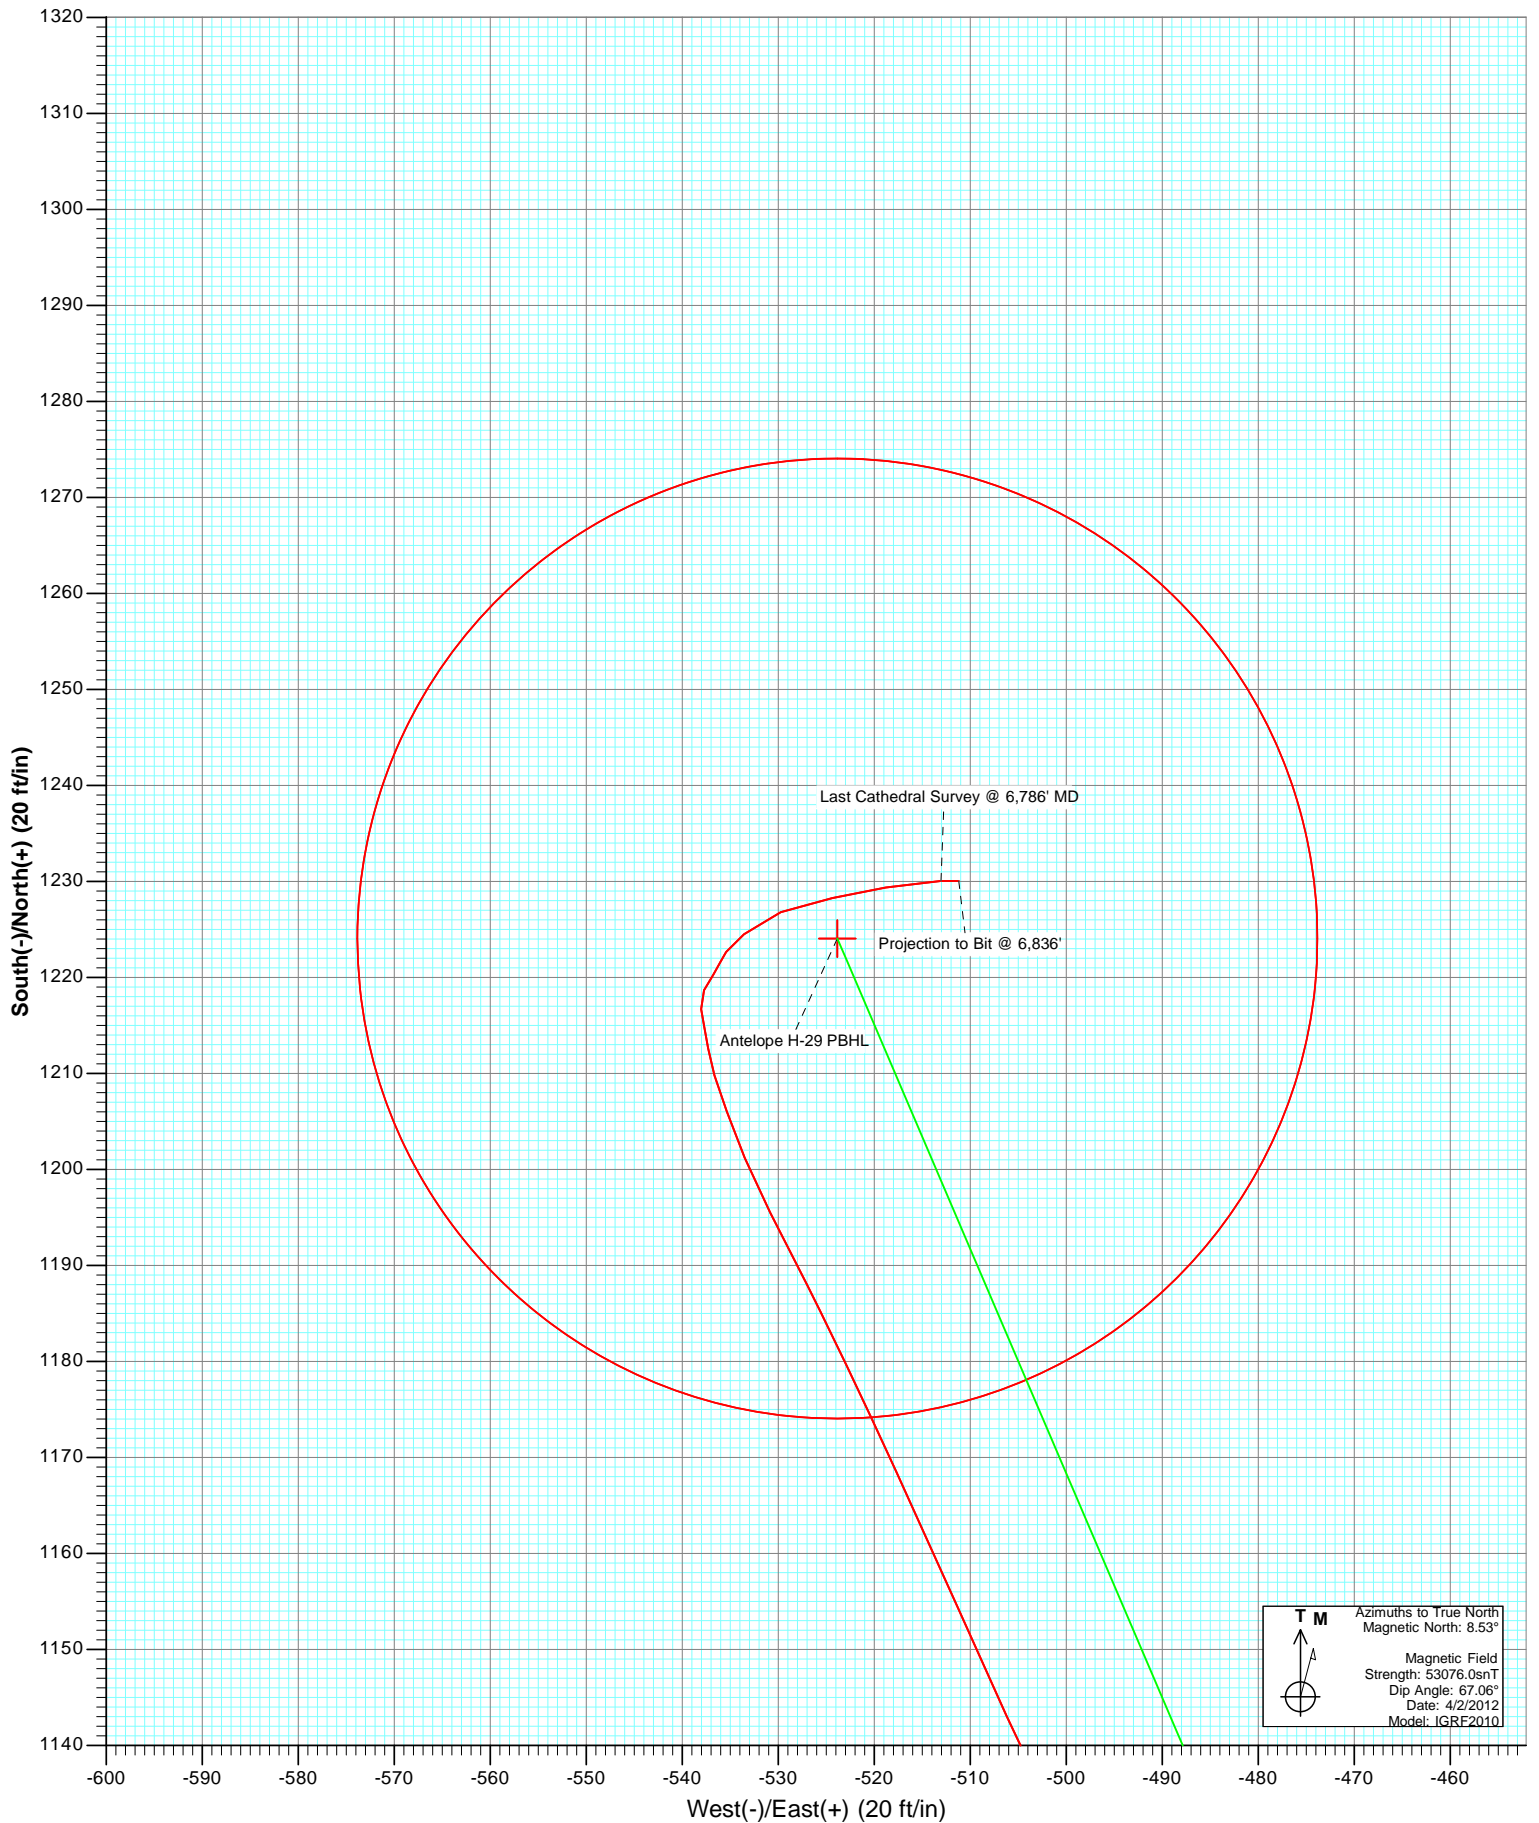 1320
1310
1300
1290
1280
1270
1260
1250
1240
1230
1220
1210
1200
1190
1180
1170
1160
1150
1140
South(-)/North(+) (20 ft/in)
Last Cathedral Survey @ 6,786' MD
Projection to Bit @ 6,836'
Antelope H-29 PBHL
T M
Azimuths to True North
Magnetic North: 8.53°
Magnetic Field
Strength: 53076.0snT
Dip Angle: 67.06°
Date: 4/2/2012
Model: IGRF2010
-600 -590 -580 -570 -560 -550 -540 -530 -520 -510 -500 -490 -480 -470 -460
West(-)/East(+) (20 ft/in)